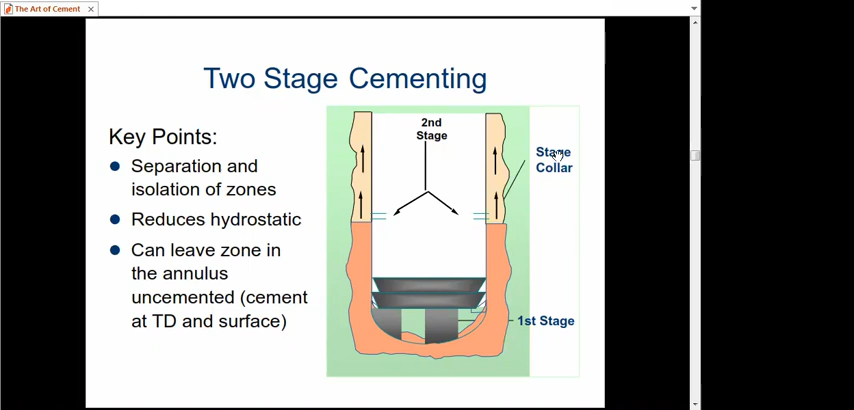 The Art of Cement
Two Stage Cementing
Key Points:
Separation and
isolation of zones
Reduces hydrostatic
Can leave zone in
the annulus
uncemented (cement
at TD and surface)
2nd
Stage
Stage
Collar
1st Stage